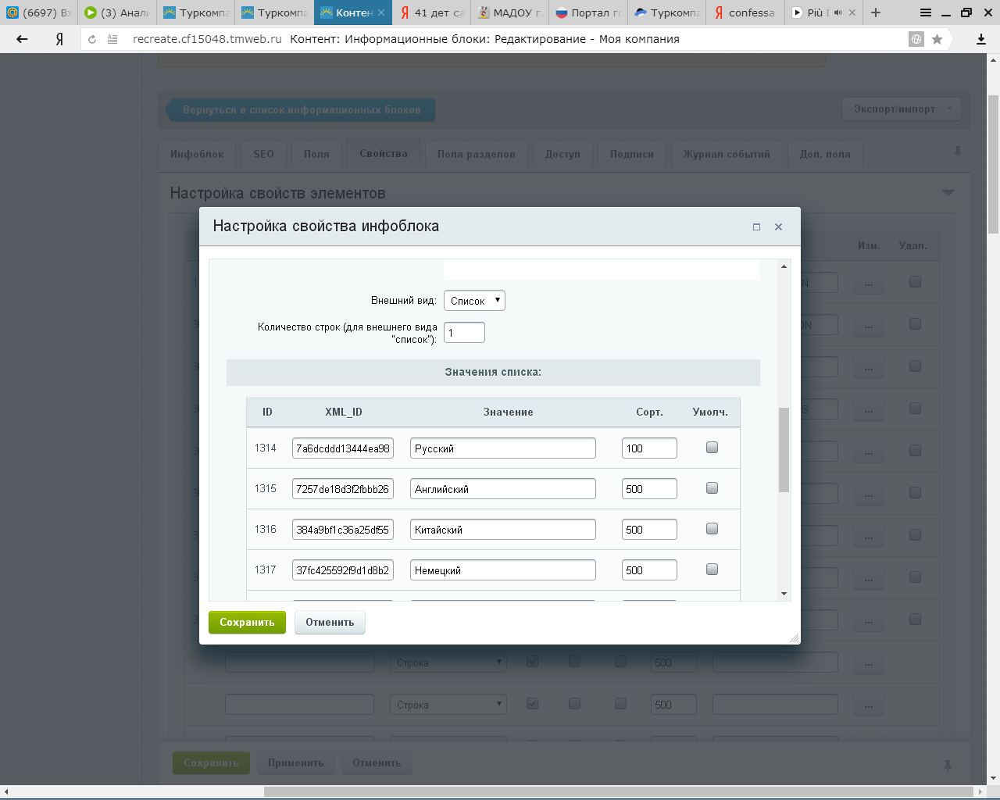 (6697) Вх
(3) Анали
Туркомпа
Туркомпа
Контен
41 дет са
МАДОУ г.
Портал го
Туркомпа
confessa
Più D
recreate.cf15048.tmweb.ru Контент: Информационные блоки: Редактирование - Моя компания
Вернуться в список информационных блоков
Экспорт/импорт
Инфоблок SEO Поля Свойства Поля разделов Доступ Подписи Журнал событий Доп. поля
Настройка свойств элементов
Изм. Удал.
Настройка свойства инфоблока
Внешний вид: Список
Количество строк (для внешнего вида
"список"): 1
Значения списка:
ID XML_ID Значение Сорт. Умолч.
1314 7a6dcddd13444ea98 Русский 100
1315 7257de18d3f2fbbb26 Английский 500
1316 384a9bf1c36a25df55 Китайский 500
1317 37fc425592f9d1d8b2 Немецкий 500
Сохранить Отменить
Строка 500 ...
Строка 500 ...
Сохранить Применить Отменить